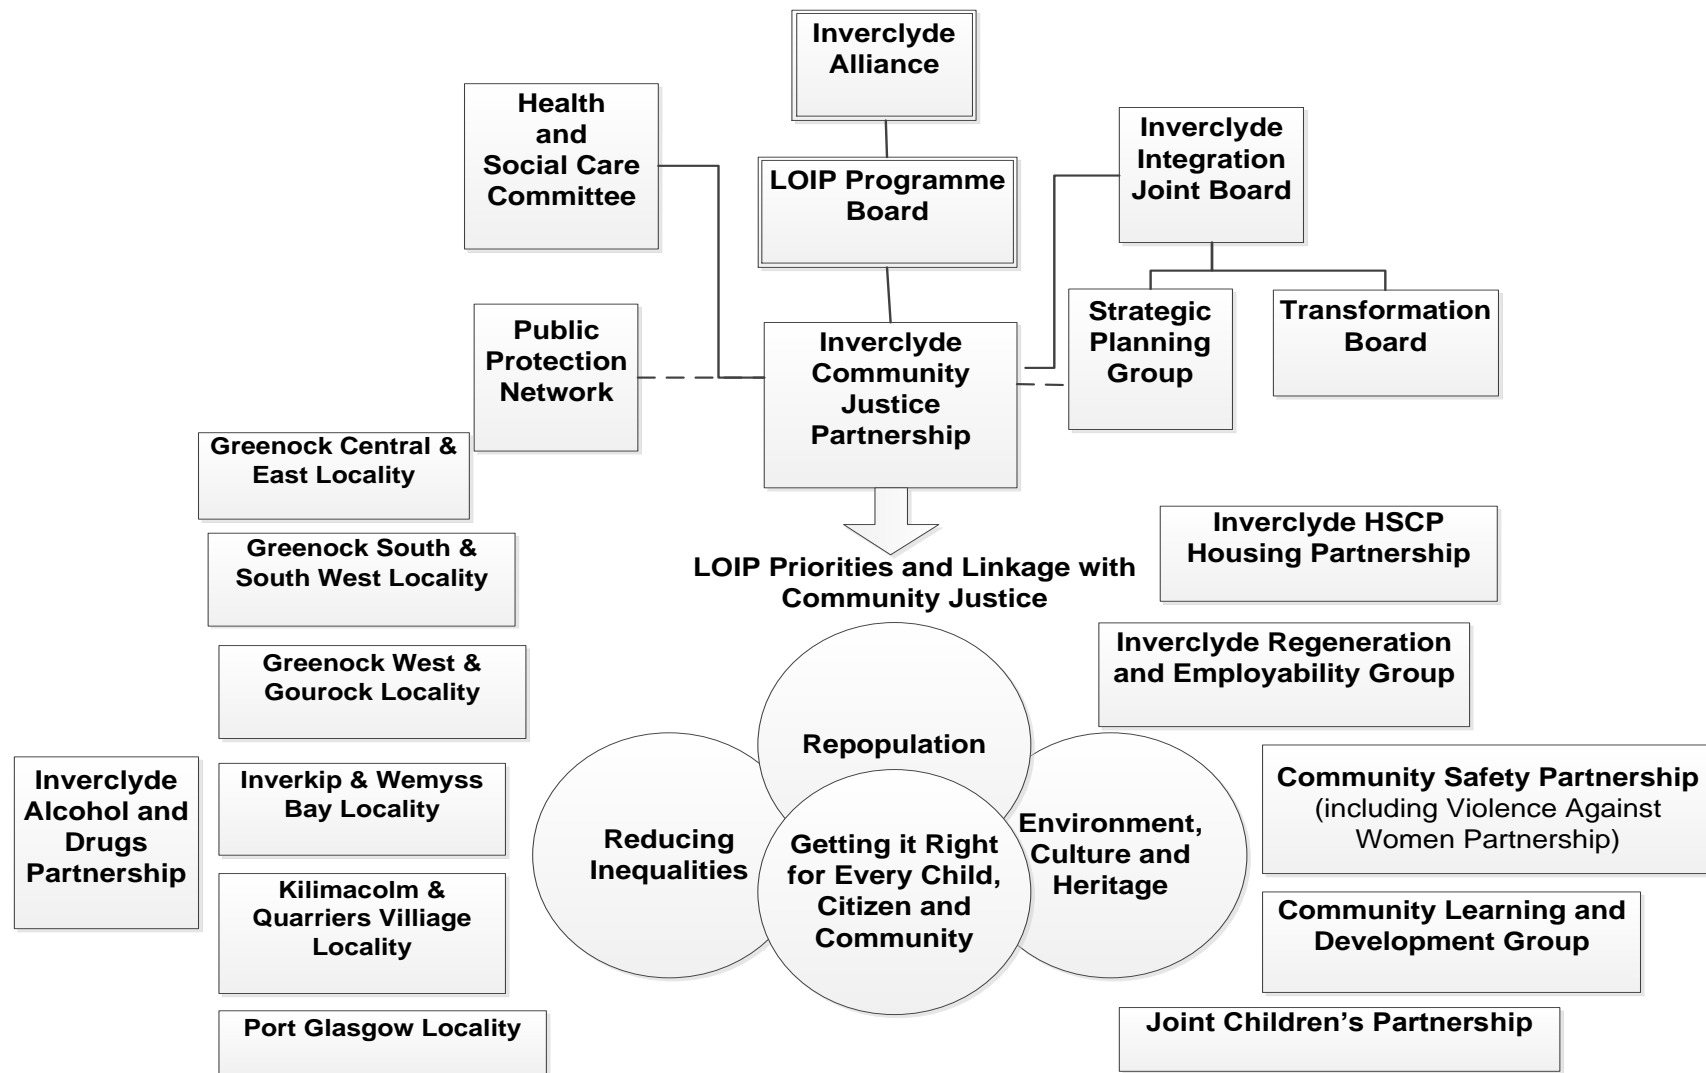 Inverclyde
Alliance
Health
and
Social Care
Committee
LOIP Programme
Board
Inverclyde
Integration
Joint Board
Public
Protection
Network
Inverclyde
Community
Justice
Partnership
Strategic
Planning
Group
Transformation
Board
Greenock Central &
East Locality
Greenock South &
South West Locality
Greenock West &
Gourock Locality
Inverclyde
Alcohol and
Drugs
Partnership
Inverkip & Wemyss
Bay Locality
Kilimacolm &
Quarriers Villiage
Locality
Port Glasgow Locality
LOIP Priorities and Linkage with
Community Justice
Repopulation
Reducing
Inequalities
Getting it Right
for Every Child,
Citizen and
Community
Environment,
Culture and
Heritage
Inverclyde HSCP
Housing Partnership
Inverclyde Regeneration
and Employability Group
Community Safety Partnership
(including Violence Against
Women Partnership)
Community Learning and
Development Group
Joint Children’s Partnership